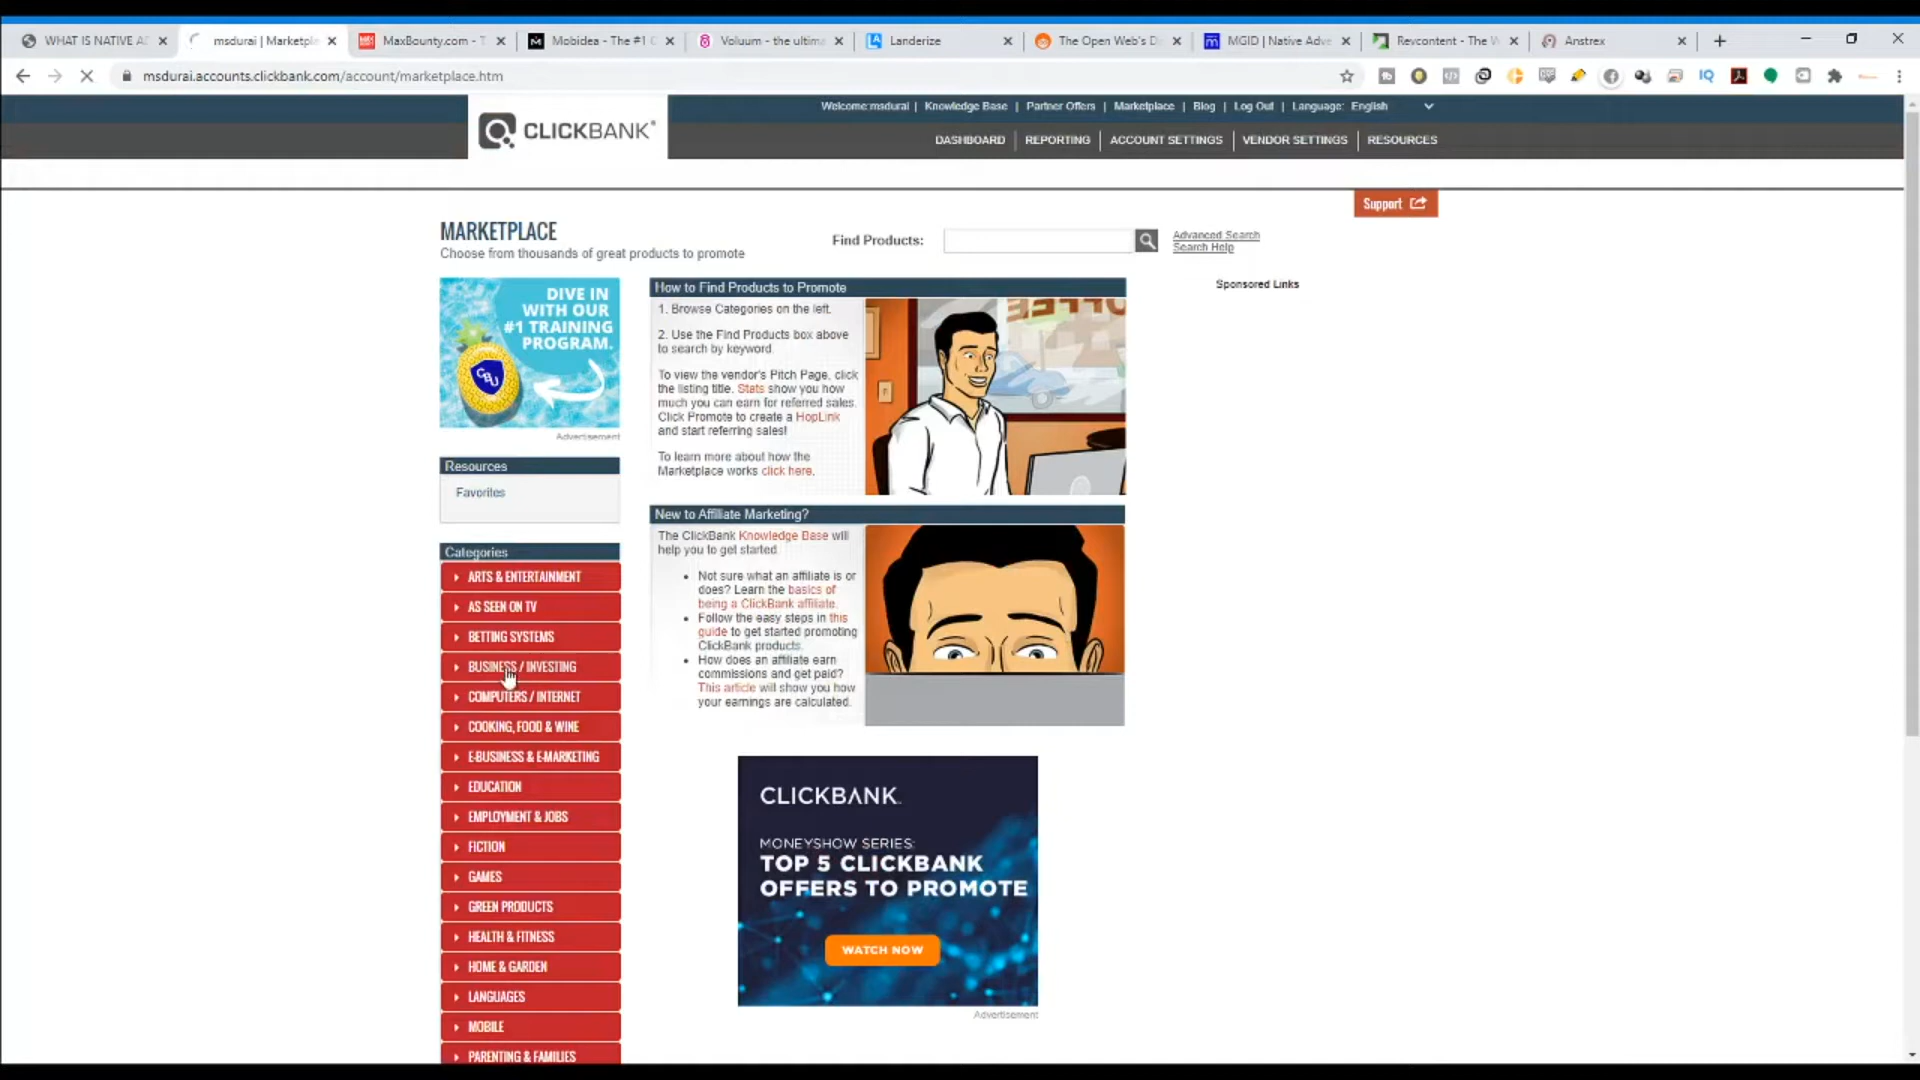 WHAT IS NATIVE A
msdurai | Marketpl
MaxBounty.com - T
Mobidea - The #1 C
Voluum - the ultim
Landerize
The Open Web's Di
MGID | Native Adve
Revcontent - The W
Anstrex
msdurai.accounts.clickbank.com/account/marketplace.htm
IQ
Welcome:msdurai | Knowledge Base | Partner Offers | Marketplace | Blog | Log Out | Language: English
CLICKBANK®
DASHBOARD | REPORTING | ACCOUNT SETTINGS | VENDOR SETTINGS | RESOURCES
Support
MARKETPLACE
Choose from thousands of great products to promote
Find Products:
Advanced Search
Search Help
DIVE IN
WITH OUR
#1 TRAINING
PROGRAM.
CBU
Advertisement
Resources
Favorites
Categories
ARTS & ENTERTAINMENT
AS SEEN ON TV
BETTING SYSTEMS
BUSINESS / INVESTING
COMPUTERS / INTERNET
COOKING, FOOD & WINE
E-BUSINESS & E-MARKETING
EDUCATION
EMPLOYMENT & JOBS
FICTION
GAMES
GREEN PRODUCTS
HEALTH & FITNESS
HOME & GARDEN
LANGUAGES
MOBILE
PARENTING & FAMILIES
How to Find Products to Promote
1. Browse Categories on the left.
2. Use the Find Products box above
to search by keyword.
To view the vendor's Pitch Page, click
the listing title. Stats show you how
much you can earn for referred sales.
Click Promote to create a HopLink
and start referring sales!
To learn more about how the
Marketplace works click here.
New to Affiliate Marketing?
The ClickBank Knowledge Base will
help you to get started.
Not sure what an affiliate is or
does? Learn the basics of
being a ClickBank affiliate.
Follow the easy steps in this
guide to get started promoting
ClickBank products.
How does an affiliate earn
commissions and get paid?
This article will show you how
your earnings are calculated.
Sponsored Links
CLICKBANK.
MONEYSHOW SERIES:
TOP 5 CLICKBANK
OFFERS TO PROMOTE
WATCH NOW
Advertisement